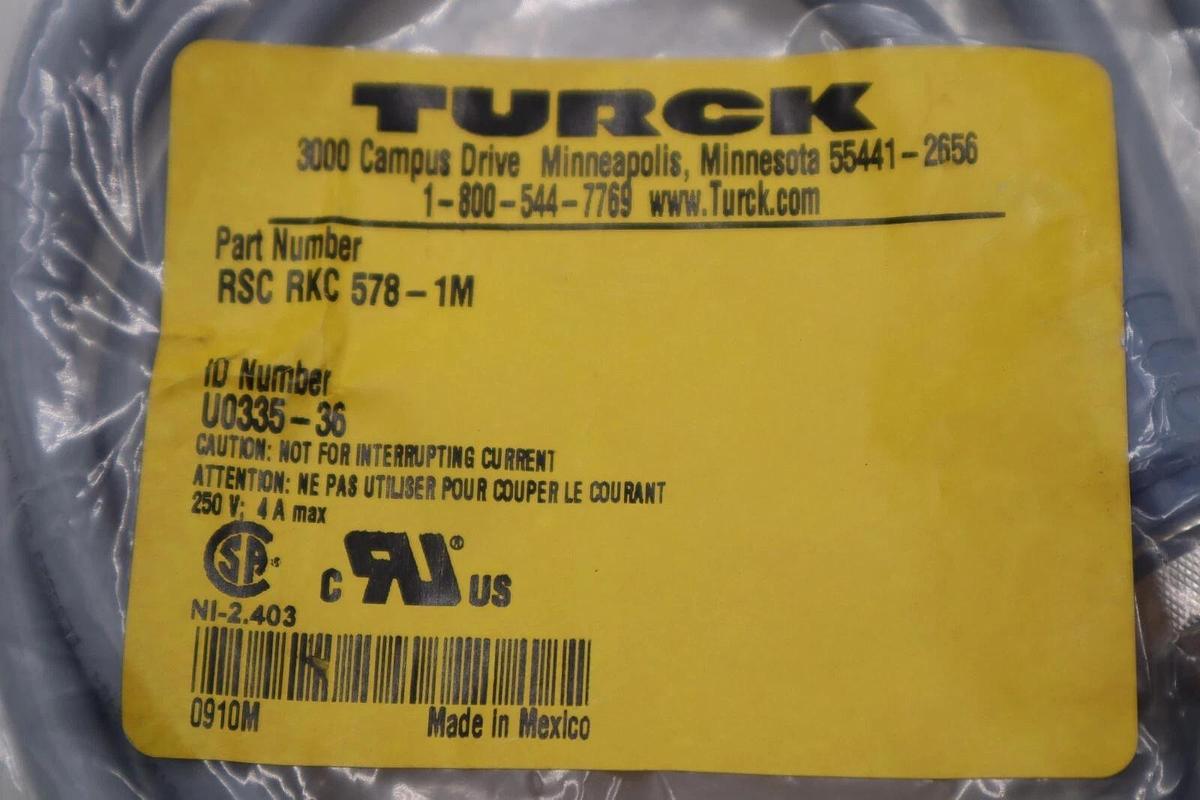 TURCK
3000 Campus Drive Minneapolis, Minnesota 55441-2656
1-800-544-7769 www.Turck.com
Part Number
RSC RKC 578-1M
ID Number
U0335-36
CAUTION: NOT FOR INTERRUPTING CURRENT
ATTENTION: NE PAS UTILISER POUR COUPER LE COURANT
250 V; 4 A max
SA ®
C RU ® US
NI-2.403
0910M Made in Mexico